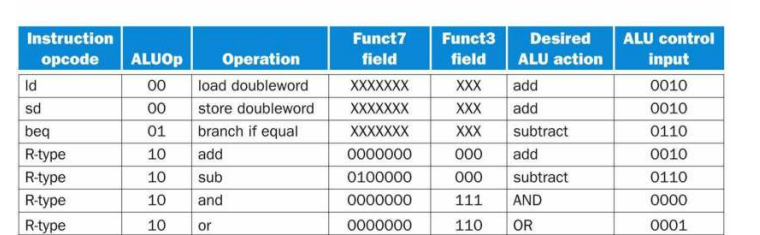 Instruction opcode ALUOp Operation Funct7 field Funct3 field Desired ALU action ALU control input
ld 00 load doubleword XXXXXXX XXX add 0010
sd 00 store doubleword XXXXXXX XXX add 0010
beq 01 branch if equal XXXXXXX XXX subtract 0110
R-type 10 add 0000000 000 add 0010
R-type 10 sub 0100000 000 subtract 0110
R-type 10 and 0000000 111 AND 0000
R-type 10 or 0000000 110 OR 0001